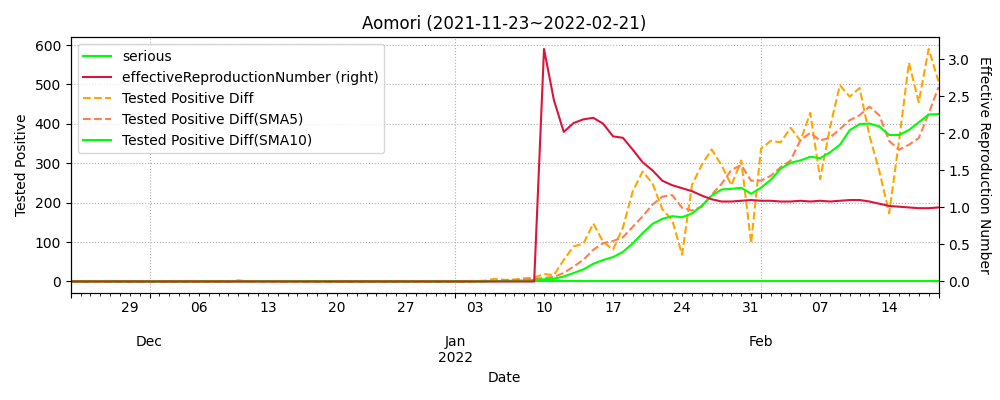 Aomori (2021-11-23~2022-02-21)
serious
effectiveReproductionNumber (right)
Tested Positive Diff
Tested Positive Diff(SMA5)
Tested Positive Diff(SMA10)
Tested Positive
600
500
400
300
200
100
0
3.0
2.5
2.0
1.5
1.0
0.5
0.0
Effective Reproduction Number
29 06 13 20 27 03 10 17 24 31 07 14
Dec Jan Feb
2022
Date